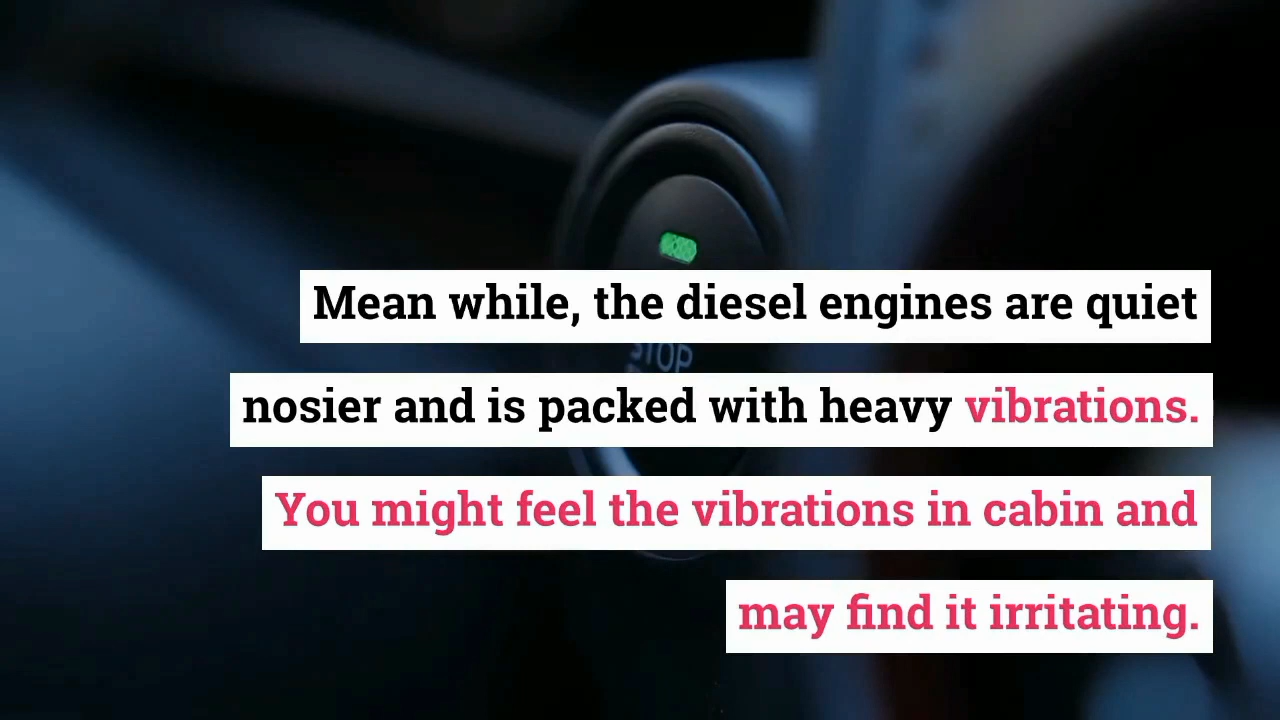 Mean while, the diesel engines are quiet
STOP
nosier and is packed with heavy vibrations.
You might feel the vibrations in cabin and
may find it irritating.